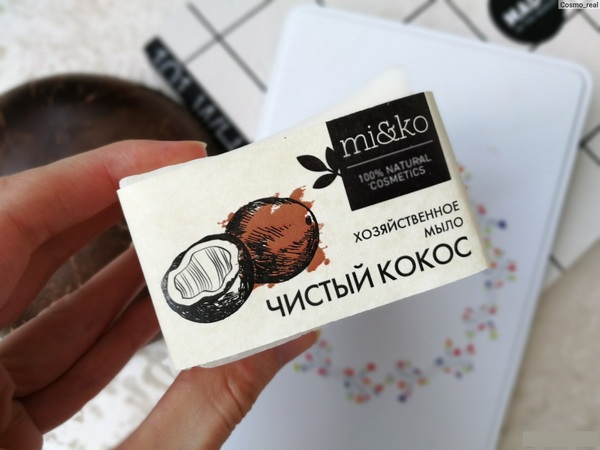 Cosmo_real
mi&ko
100% NATURAL
COSMETICS
ХОЗЯЙСТВЕННОЕ
МЫЛО
ЧИСТЫЙ КОКОС